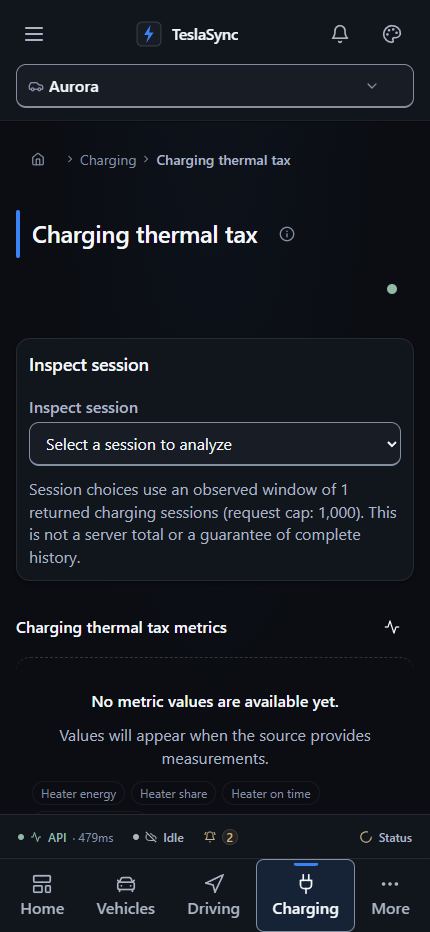 TeslaSync
Aurora
Charging
Charging thermal tax
Charging thermal tax
Inspect session
Inspect session
Select a session to analyze
Session choices use an observed window of 1
returned charging sessions (request cap: 1,000). This
is not a server total or a guarantee of complete
history.
Charging thermal tax metrics
No metric values are available yet.
Values will appear when the source provides
measurements.
Heater energy
Heater share
Heater on time
API · 479ms
Idle
2
Status
Home
Vehicles
Driving
Charging
More